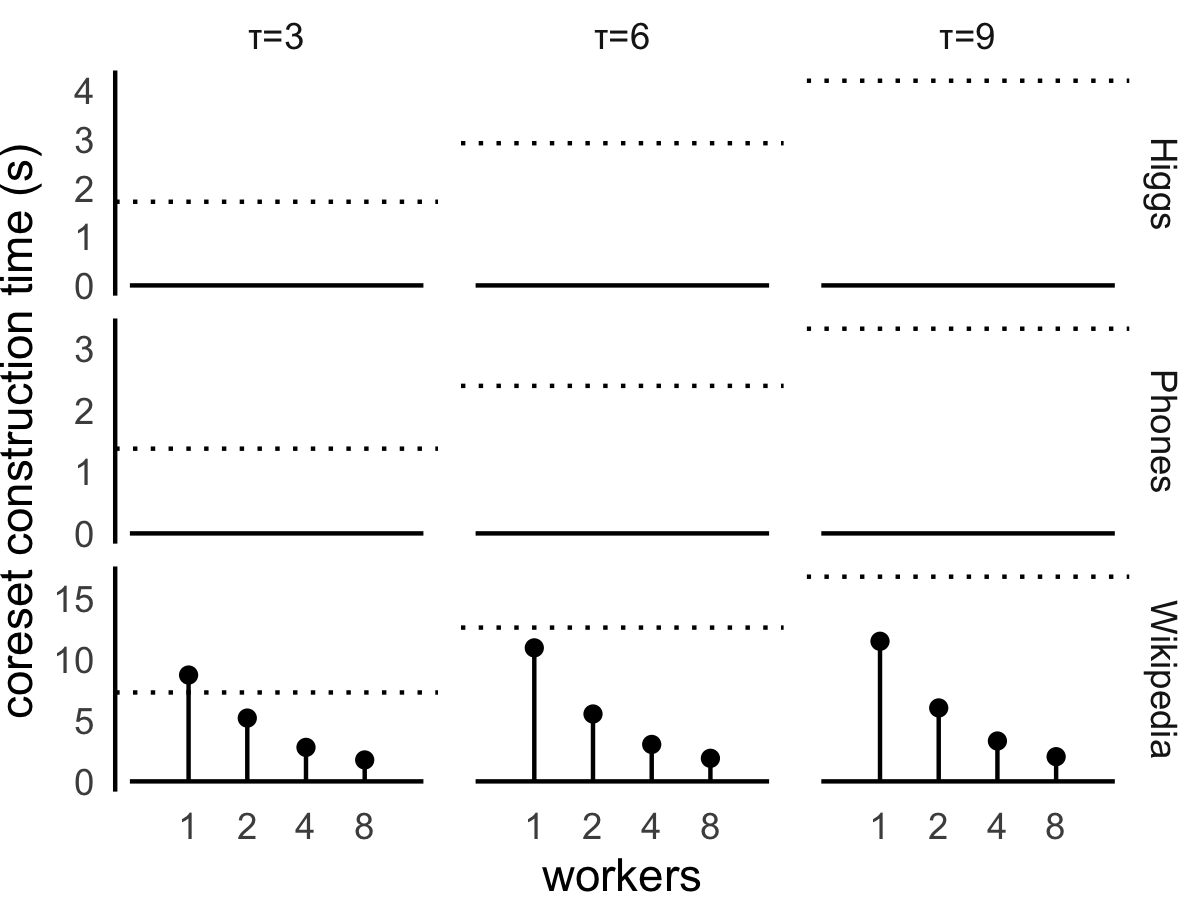 τ=3 τ=6 τ=9
coreset construction time (s)
4
3
2
1
0
Higgs
3
2
1
0
Phones
15
10
5
0
Wikipedia
1 2 4 8 1 2 4 8 1 2 4 8
workers